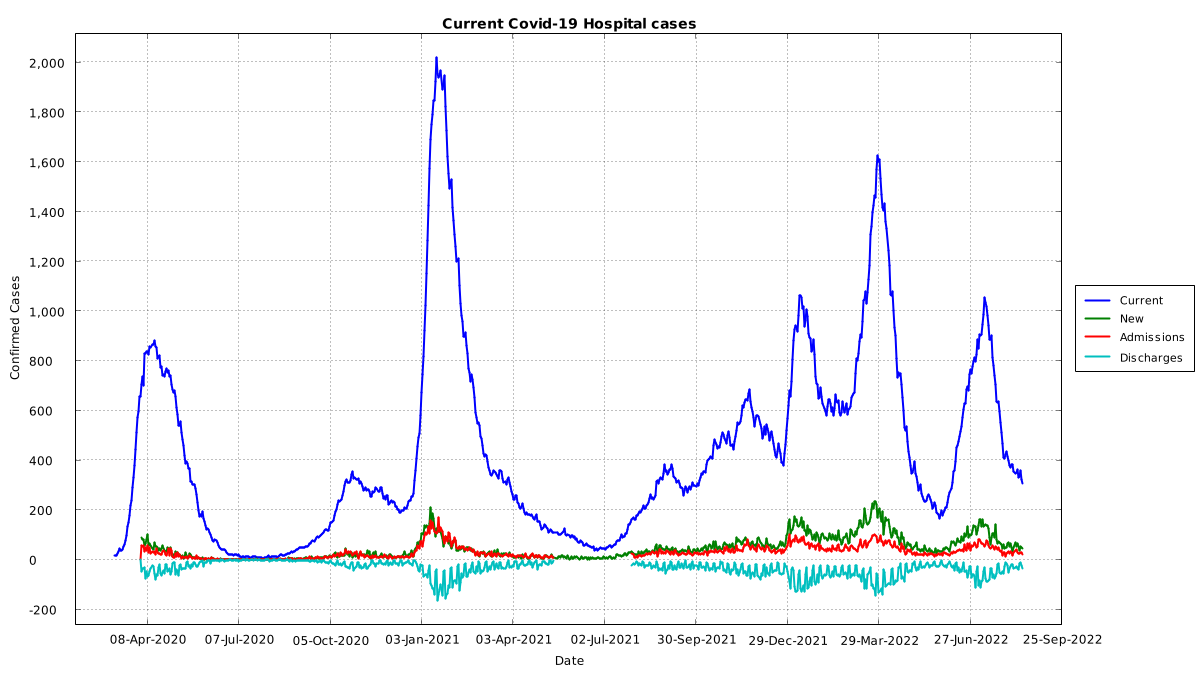 Current Covid-19 Hospital cases
2,000
1,800
1,600
1,400
1,200
1,000
800
600
400
200
0
-200
Confirmed Cases
08-Apr-2020 07-Jul-2020 05-Oct-2020 03-Jan-2021 03-Apr-2021 02-Jul-2021 30-Sep-2021 29-Dec-2021 29-Mar-2022 27-Jun-2022 25-Sep-2022
Date
Current
New
Admissions
Discharges